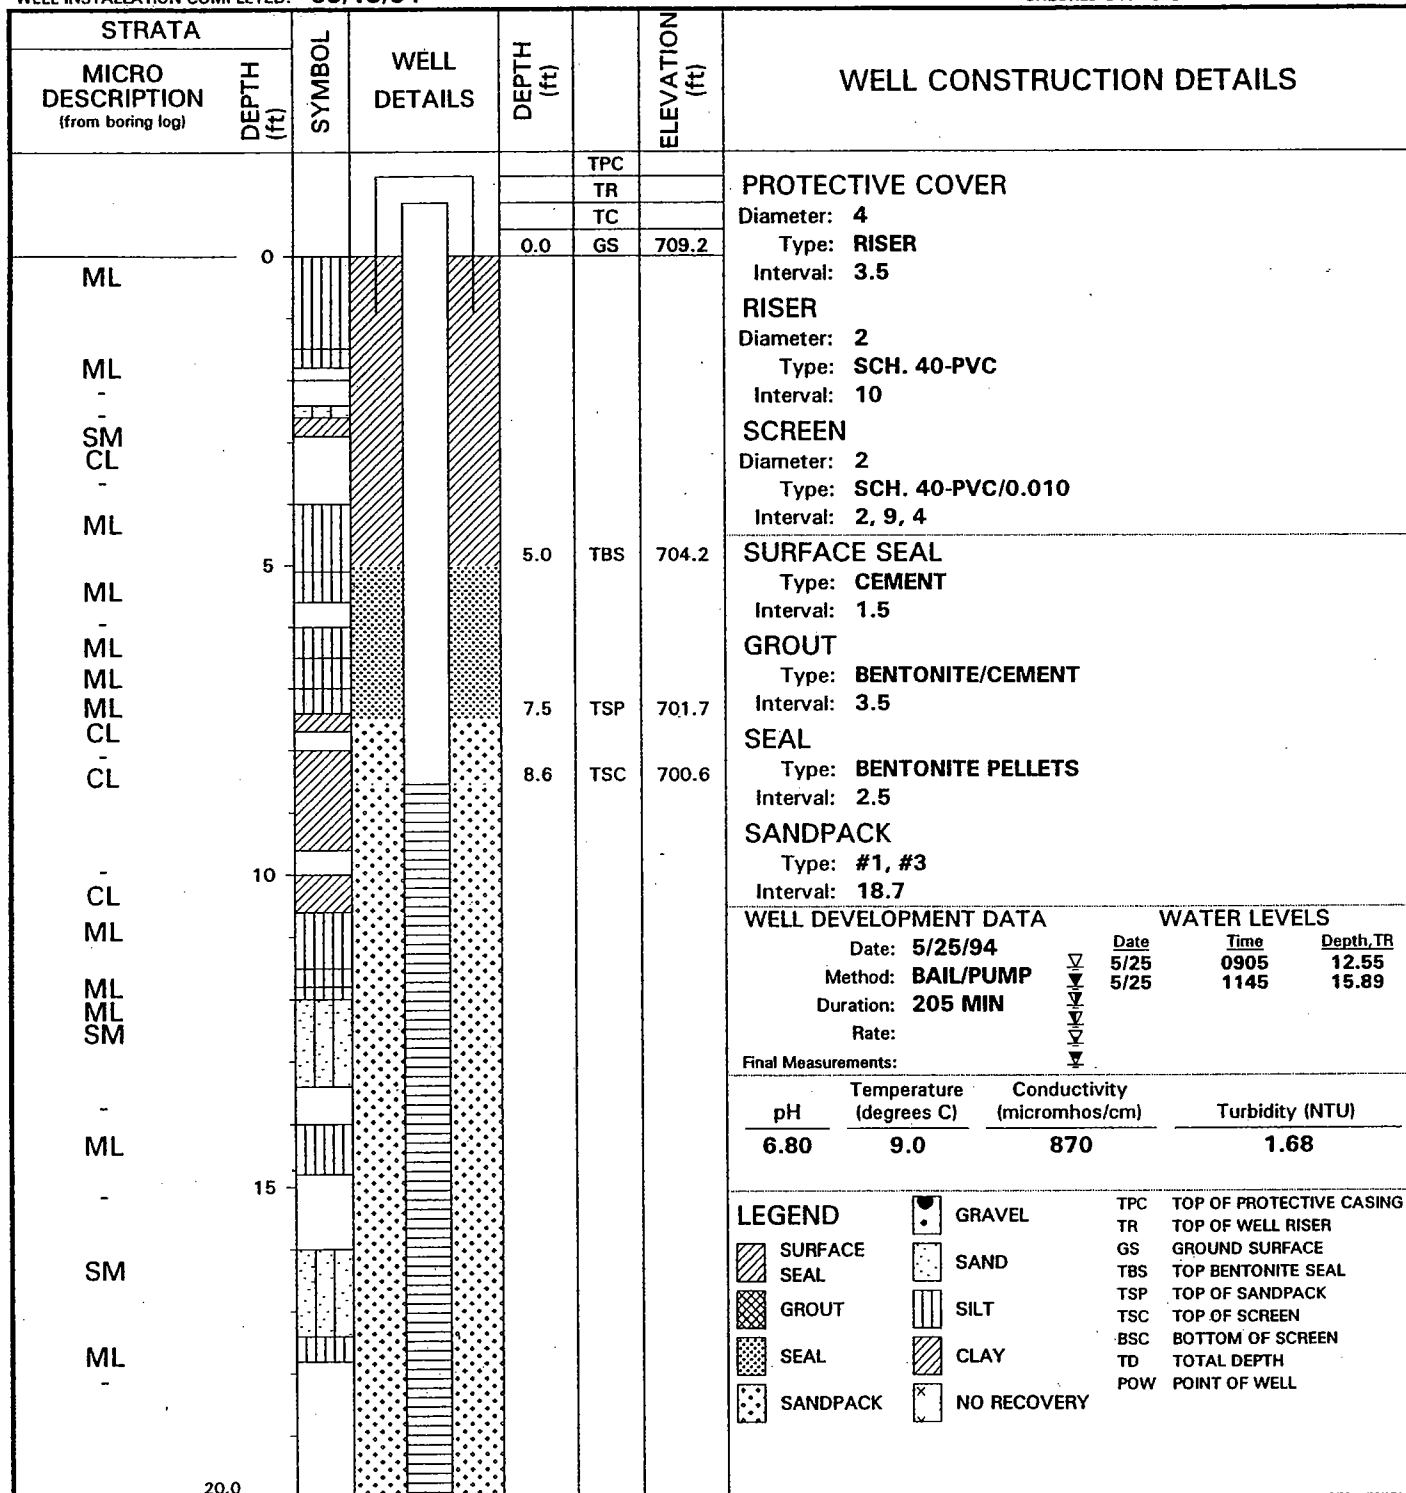 STRATA
MICRO
DESCRIPTION
(from boring log)
DEPTH
(ft)
SYMBOL
WELL
DETAILS
DEPTH
(ft)
ELEVATION
(ft)
WELL CONSTRUCTION DETAILS
TPC
TR
TC
0.0 GS 709.2
0
ML
ML
-
-
SM
CL
-
ML
5
5.0 TBS 704.2
ML
-
ML
ML
ML
7.5 TSP 701.7
CL
-
CL
8.6 TSC 700.6
-
10
CL
ML
ML
ML
SM
-
ML
15
-
SM
ML
-
20.0
PROTECTIVE COVER
Diameter: 4
Type: RISER
Interval: 3.5
RISER
Diameter: 2
Type: SCH. 40-PVC
Interval: 10
SCREEN
Diameter: 2
Type: SCH. 40-PVC/0.010
Interval: 2, 9, 4
SURFACE SEAL
Type: CEMENT
Interval: 1.5
GROUT
Type: BENTONITE/CEMENT
Interval: 3.5
SEAL
Type: BENTONITE PELLETS
Interval: 2.5
SANDPACK
Type: #1, #3
Interval: 18.7
WELL DEVELOPMENT DATA
Date: 5/25/94
Method: BAIL/PUMP
Duration: 205 MIN
Rate:
Final Measurements:
WATER LEVELS
Date Time Depth,TR
5/25 0905 12.55
5/25 1145 15.89
pH
Temperature
(degrees C)
Conductivity
(micromhos/cm)
Turbidity (NTU)
6.80 9.0 870 1.68
LEGEND
SURFACE
SEAL
GROUT
SEAL
SANDPACK
GRAVEL
SAND
SILT
CLAY
NO RECOVERY
TPC TOP OF PROTECTIVE CASING
TR TOP OF WELL RISER
GS GROUND SURFACE
TBS TOP BENTONITE SEAL
TSP TOP OF SANDPACK
TSC TOP OF SCREEN
BSC BOTTOM OF SCREEN
TD TOTAL DEPTH
POW POINT OF WELL